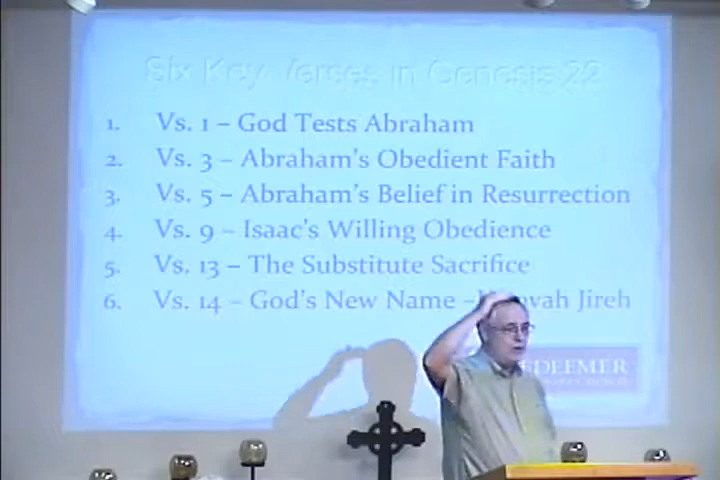 Six Key Verses in Genesis 22
1. Vs. 1 – God Tests Abraham
2. Vs. 3 – Abraham's Obedient Faith
3. Vs. 5 – Abraham's Belief in Resurrection
4. Vs. 9 – Isaac's Willing Obedience
5. Vs. 13 – The Substitute Sacrifice
6. Vs. 14 – God's New Name – Jireh
EDEEMER